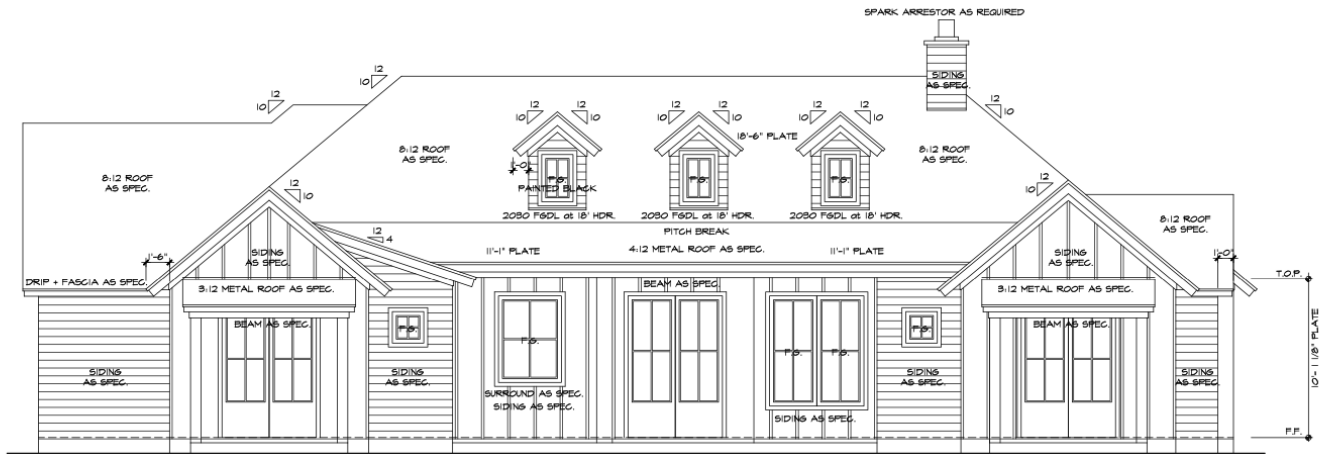 SPARK ARRESTOR AS REQUIRED
SIDING
AS SPEC.
12
10
12
10
12
10
12
10
12
10
12
10
12
10
12
10
12
10
18'-6" PLATE
8:12 ROOF
AS SPEC.
8:12 ROOF
AS SPEC.
1'-0"
F.G.
F.G.
F.G.
PAINTED BLACK
8:12 ROOF
AS SPEC.
12
10
12
10
2030 FGDL at 18' HDR.
2030 FGDL at 18' HDR.
2030 FGDL at 18' HDR.
8:12 ROOF
AS SPEC.
PITCH BREAK
12
4
11'-1" PLATE
4:12 METAL ROOF AS SPEC.
11'-1" PLATE
1'-6"
SIDING
AS SPEC.
SIDING
AS SPEC.
1'-0"
T.O.P.
DRIP + FASCIA AS SPEC.
3:12 METAL ROOF AS SPEC.
BEAM AS SPEC.
3:12 METAL ROOF AS SPEC.
BEAM AS SPEC.
F.G.
F.G.
F.G.
F.G.
F.G.
BEAM AS SPEC.
10'-1 1/8" PLATE
SIDING
AS SPEC.
SIDING
AS SPEC.
SURROUND AS SPEC.
SIDING AS SPEC.
SIDING AS SPEC.
SIDING
AS SPEC.
SIDING
AS SPEC.
F.F.